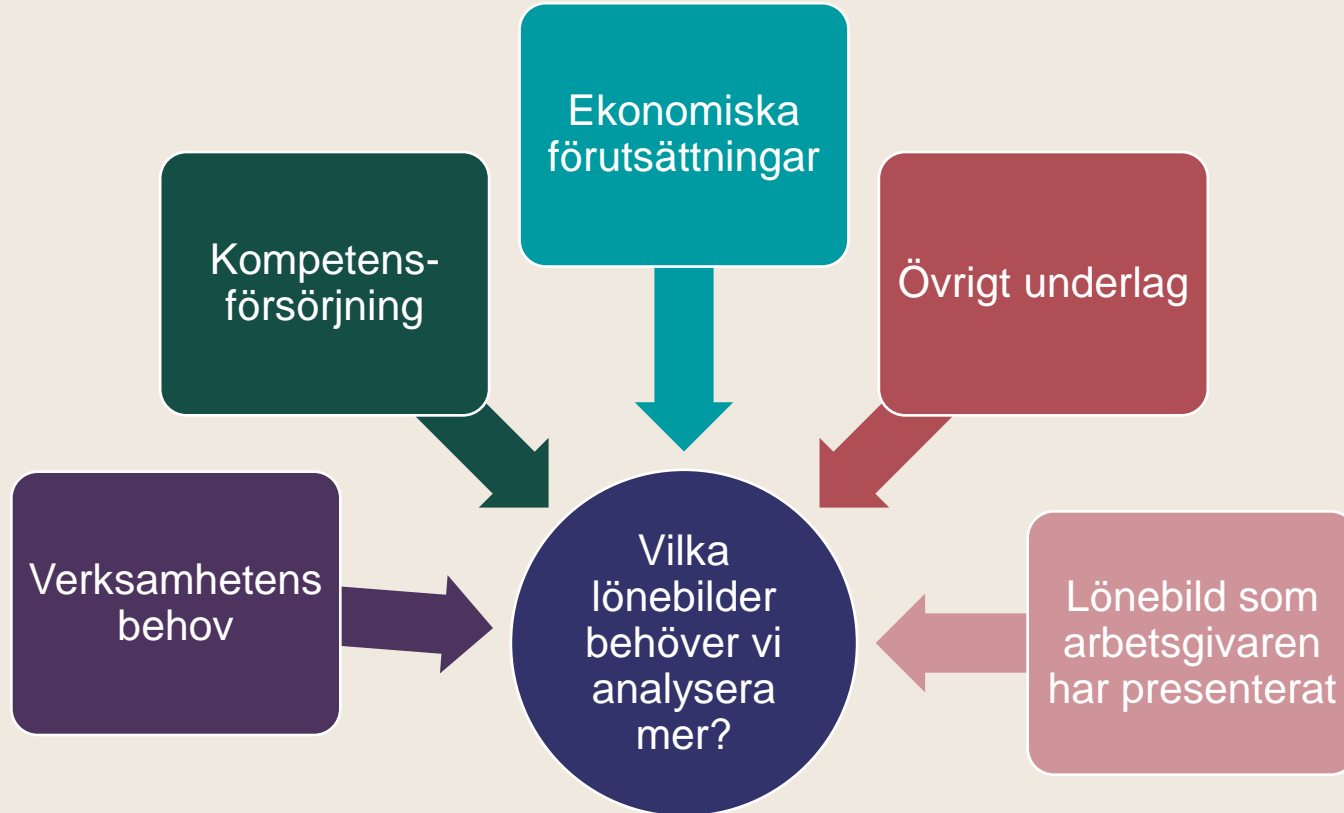 Ekonomiska
förutsättningar
Kompetens-
försörjning
Övrigt underlag
Verksamhetens
behov
Vilka
lönebilder
behöver vi
analysera
mer?
Lönebild som
arbetsgivaren
har presenterat